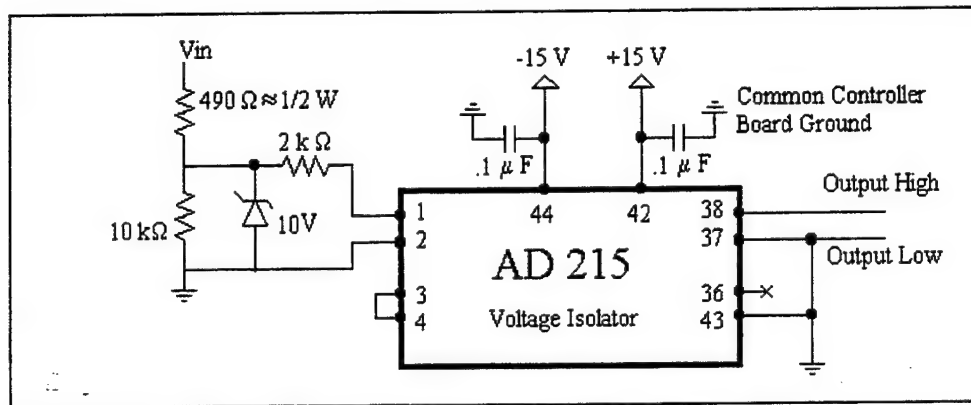 Vin
-15 V
+15 V
490 Ω ≈ 1/2 W
Common Controller
Board Ground
2 k Ω
.1 μ F
.1 μ F
10 kΩ
10V
1
2
3
4
44
42
38
37
36
43
AD 215
Voltage Isolator
Output High
Output Low